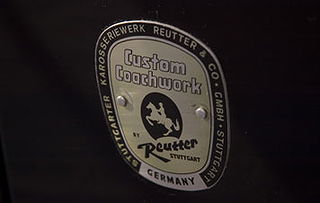 STUTTGARTER KAROSSERIEWERK REUTTER & CO · GMBH · STUTTGART
Custom
Coachwork
BY
Reutter
STUTTGART
GERMANY